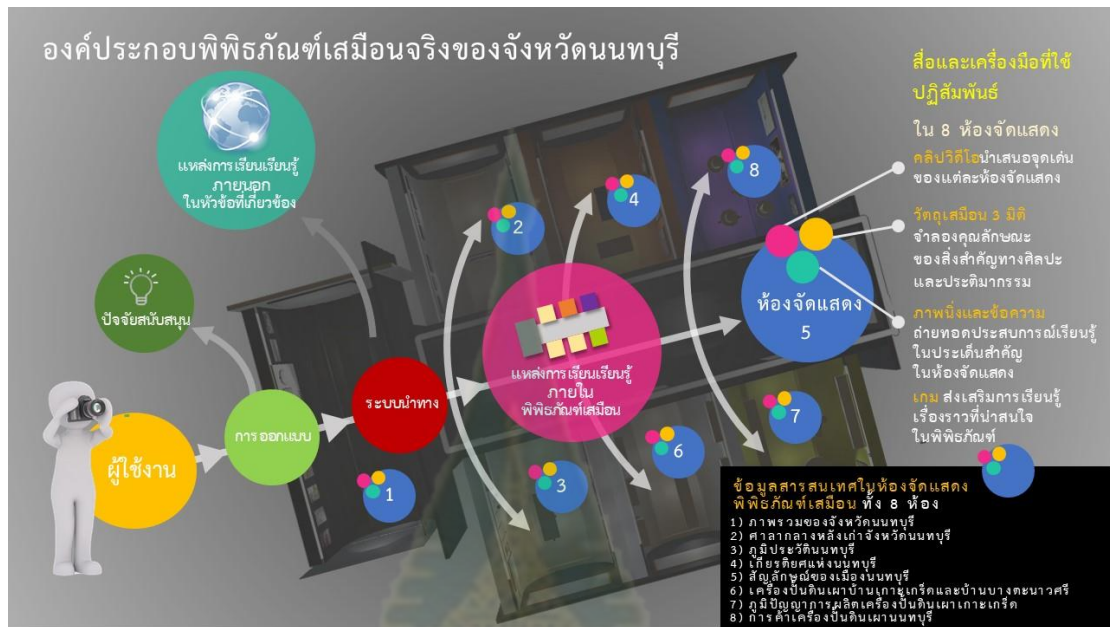 องค์ประกอบพิพิธภัณฑ์เสมือนจริงของจังหวัดนนทบุรี
แหล่งการเรียนเรียนรู้
ภายนอก
ในหัวข้อที่เกี่ยวข้อง
ปัจจัยสนับสนุน
ผู้ใช้งาน
การออกแบบ
ระบบนำทาง
แหล่งการเรียนเรียนรู้
ภายใน
พิพิธภัณฑ์เสมือน
1
2
3
4
6
7
8
ห้องจัดแสดง
5
สื่อและเครื่องมือที่ใช้
ปฏิสัมพันธ์
ใน 8 ห้องจัดแสดง
คลิปวิดีโอนำเสนอจุดเด่น
ของแต่ละห้องจัดแสดง
วัตถุเสมือน 3 มิติ
จำลองคุณลักษณะ
ของสิ่งสำคัญทางศิลปะ
และประติมากรรม
ภาพนิ่งและข้อความ
ถ่ายทอดประสบการณ์เรียนรู้
ในประเด็นสำคัญ
ในห้องจัดแสดง
เกม ส่งเสริมการเรียนรู้
เรื่องราวที่น่าสนใจ
ในพิพิธภัณฑ์
ข้อมูลสารสนเทศในห้องจัดแสดง
พิพิธภัณฑ์เสมือน ทั้ง 8 ห้อง
1) ภาพรวมของจังหวัดนนทบุรี
2) ศาลากลางหลังเก่าจังหวัดนนทบุรี
3) ภูมิประวัตินนทบุรี
4) เกียรติยศแห่งนนทบุรี
5) สัญลักษณ์ของเมืองนนทบุรี
6) เครื่องปั้นดินเผาบ้านเกาะเกร็ดและบ้านบางตะนาวศรี
7) ภูมิปัญญาการผลิตเครื่องปั้นดินเผาเกาะเกร็ด
8) การค้าเครื่องปั้นดินเผานนทบุรี